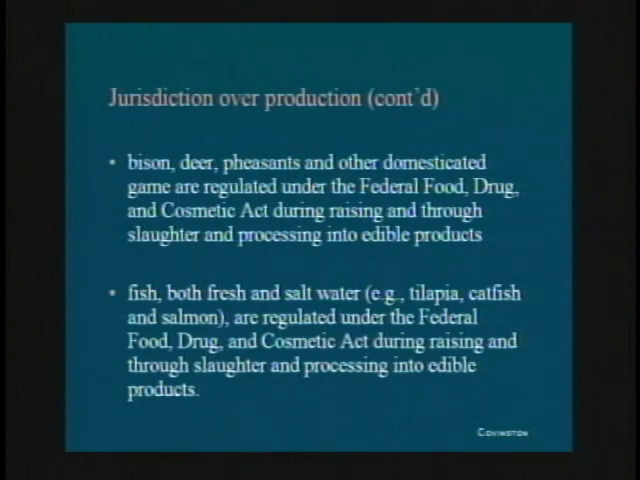 Jurisdiction over production (cont'd)
• bison, deer, pheasants and other domesticated
game are regulated under the Federal Food, Drug,
and Cosmetic Act during raising and through
slaughter and processing into edible products
• fish, both fresh and salt water (e.g., tilapia, catfish
and salmon), are regulated under the Federal
Food, Drug, and Cosmetic Act during raising and
through slaughter and processing into edible
products.
COVINGTON